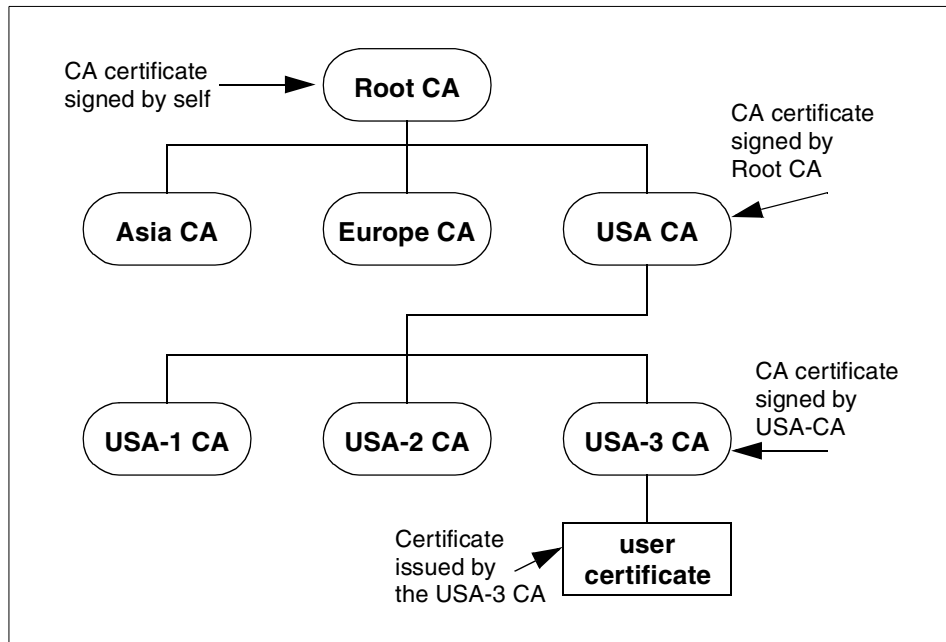 CA certificate
signed by self
Root CA
CA certificate
signed by
Root CA
Asia CA
Europe CA
USA CA
CA certificate
signed by
USA-CA
USA-1 CA
USA-2 CA
USA-3 CA
Certificate
issued by
the USA-3 CA
user
certificate